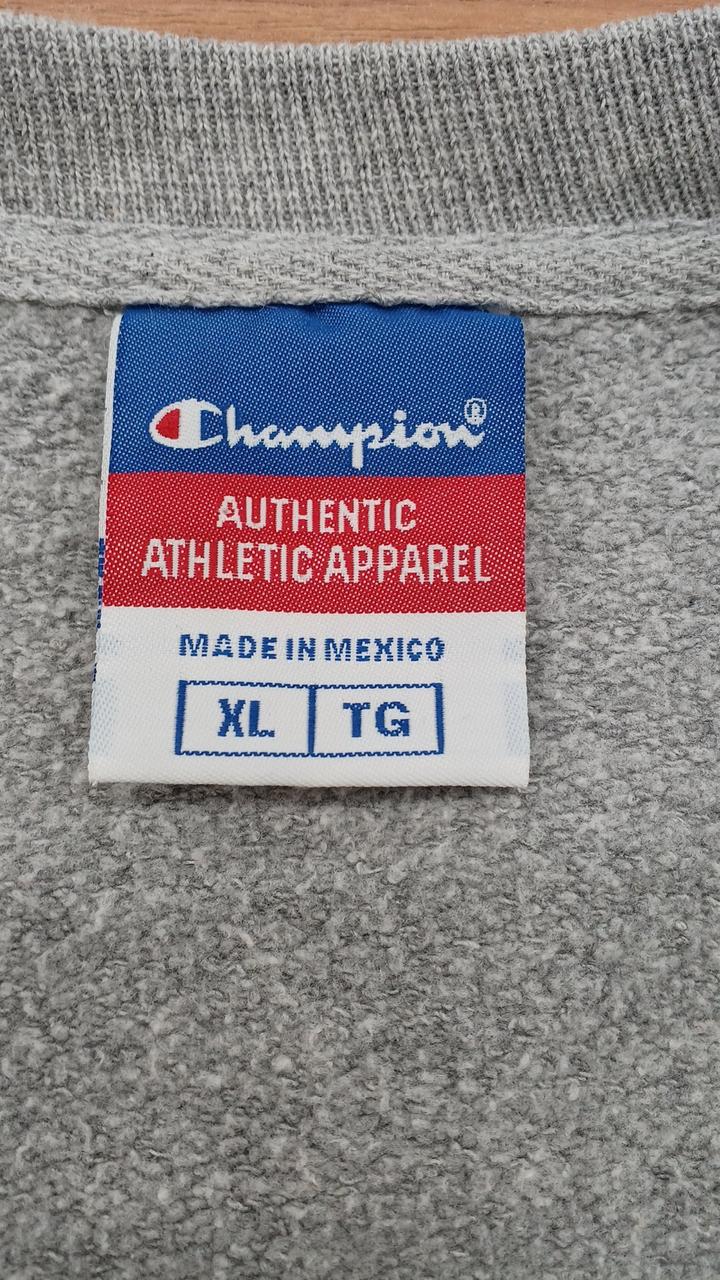 Champion®
AUTHENTIC
ATHLETIC APPAREL
MADE IN MEXICO
XL TG